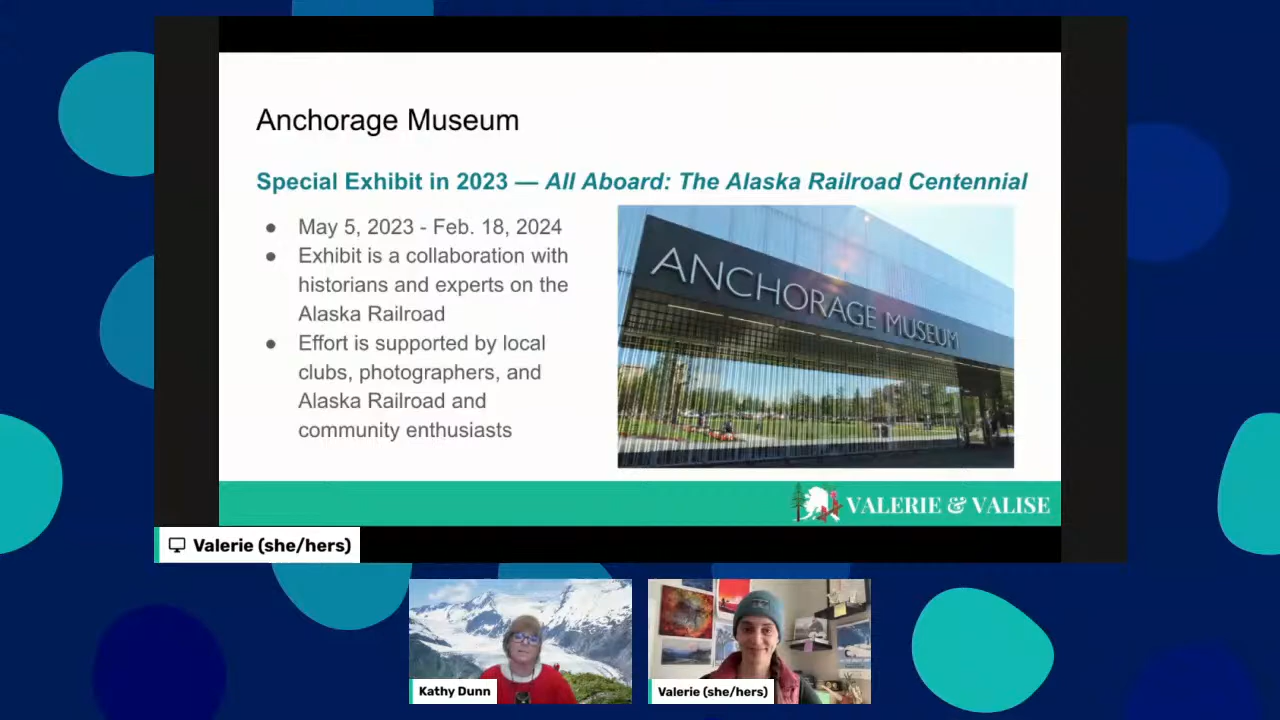 Anchorage Museum
Special Exhibit in 2023 — All Aboard: The Alaska Railroad Centennial
● May 5, 2023 - Feb. 18, 2024
● Exhibit is a collaboration with
historians and experts on the
Alaska Railroad
● Effort is supported by local
clubs, photographers, and
Alaska Railroad and
community enthusiasts
ANCHORAGE MUSEUM
VALERIE & VALISE
Valerie (she/hers)
Kathy Dunn
Valerie (she/hers)